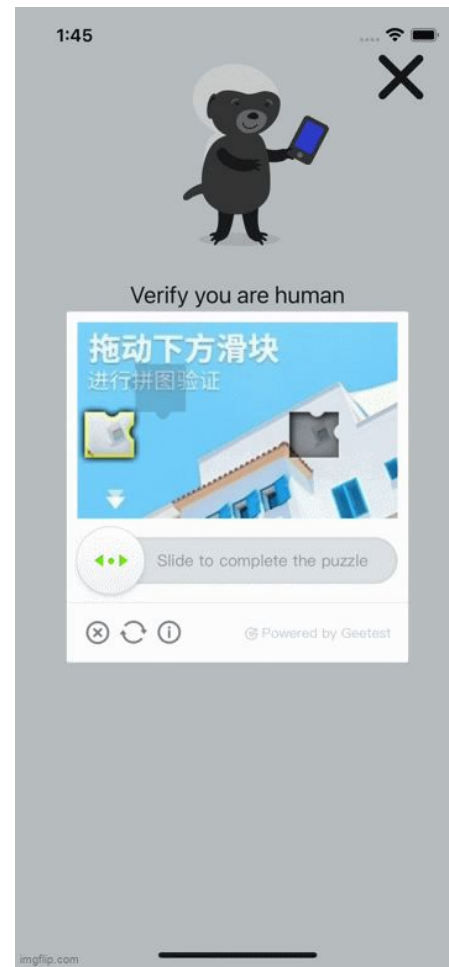 1:45
Verify you are human
拖动下方滑块
进行拼图验证
Slide to complete the puzzle
Powered by Geetest
imgflip.com